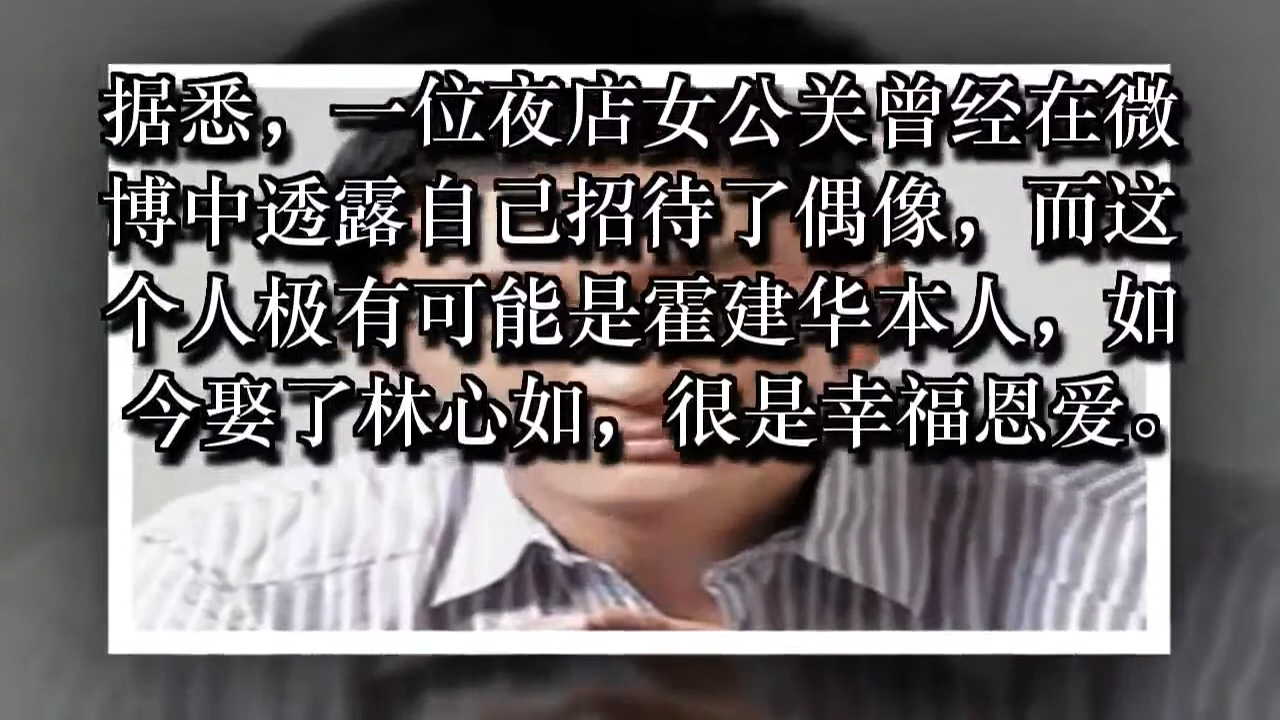 据悉，一位夜店女公关曾经在微
博中透露自己招待了偶像，而这
个人极有可能是霍建华本人，如
今娶了林心如，很是幸福恩爱。